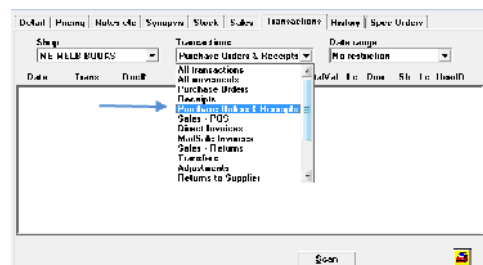 Detail Pricing Notes etc Synopsis Stock Sales Transactions History Spec Orders
Shop Transactions Date range
Purchase Orders & Receipts No restriction
Date Trans
All transactions
All movements
Purchase Orders
Receipts
Purchase Orders & Receipts
Sales - POS
Direct Invoices
MailSale Invoices
Sales - Returns
Transfers
Adjustments
Returns to Supplier
Scan